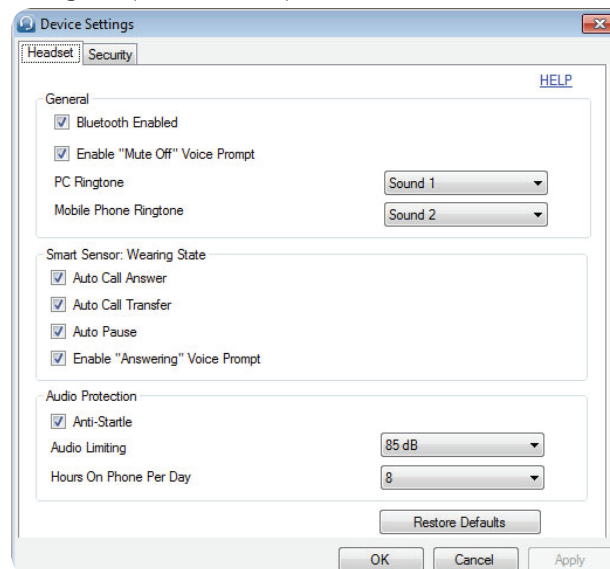 Device Settings
Headset Security
HELP
General
Bluetooth Enabled
Enable "Mute Off" Voice Prompt
PC Ringtone Sound 1
Mobile Phone Ringtone Sound 2
Smart Sensor: Wearing State
Auto Call Answer
Auto Call Transfer
Auto Pause
Enable "Answering" Voice Prompt
Audio Protection
Anti-Startle
Audio Limiting 85 dB
Hours On Phone Per Day 8
Restore Defaults
OK Cancel Apply